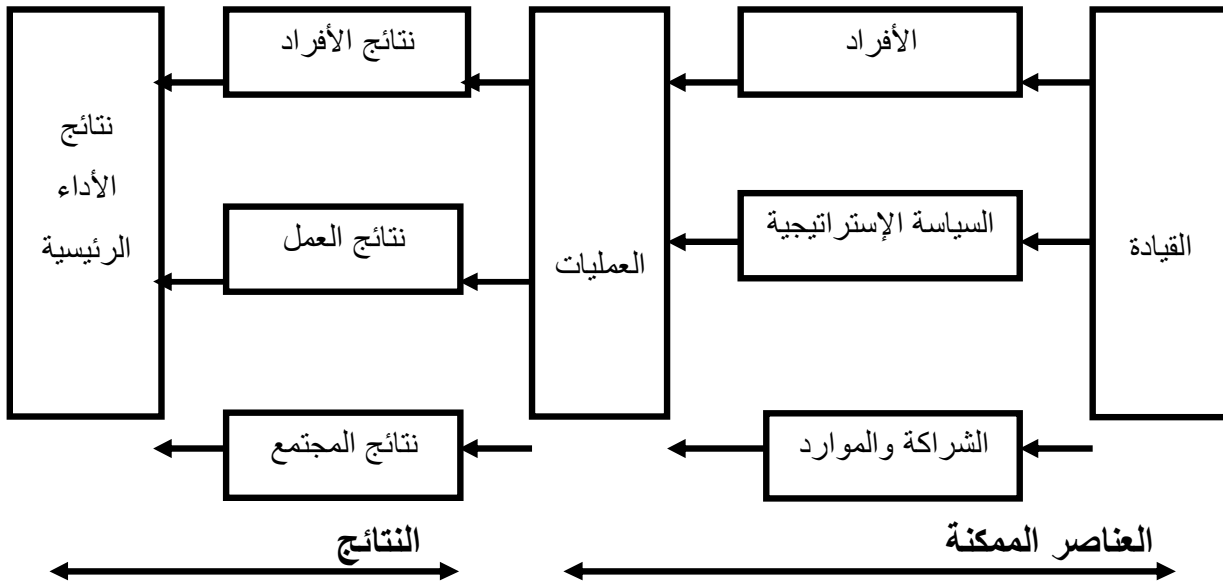 القيادة
الأفراد
السياسة الإستراتيجية
الشراكة والموارد
العمليات
نتائج الأفراد
نتائج العمل
نتائج المجتمع
نتائج
الأداء
الرئيسية
العناصر الممكنة
النتائج